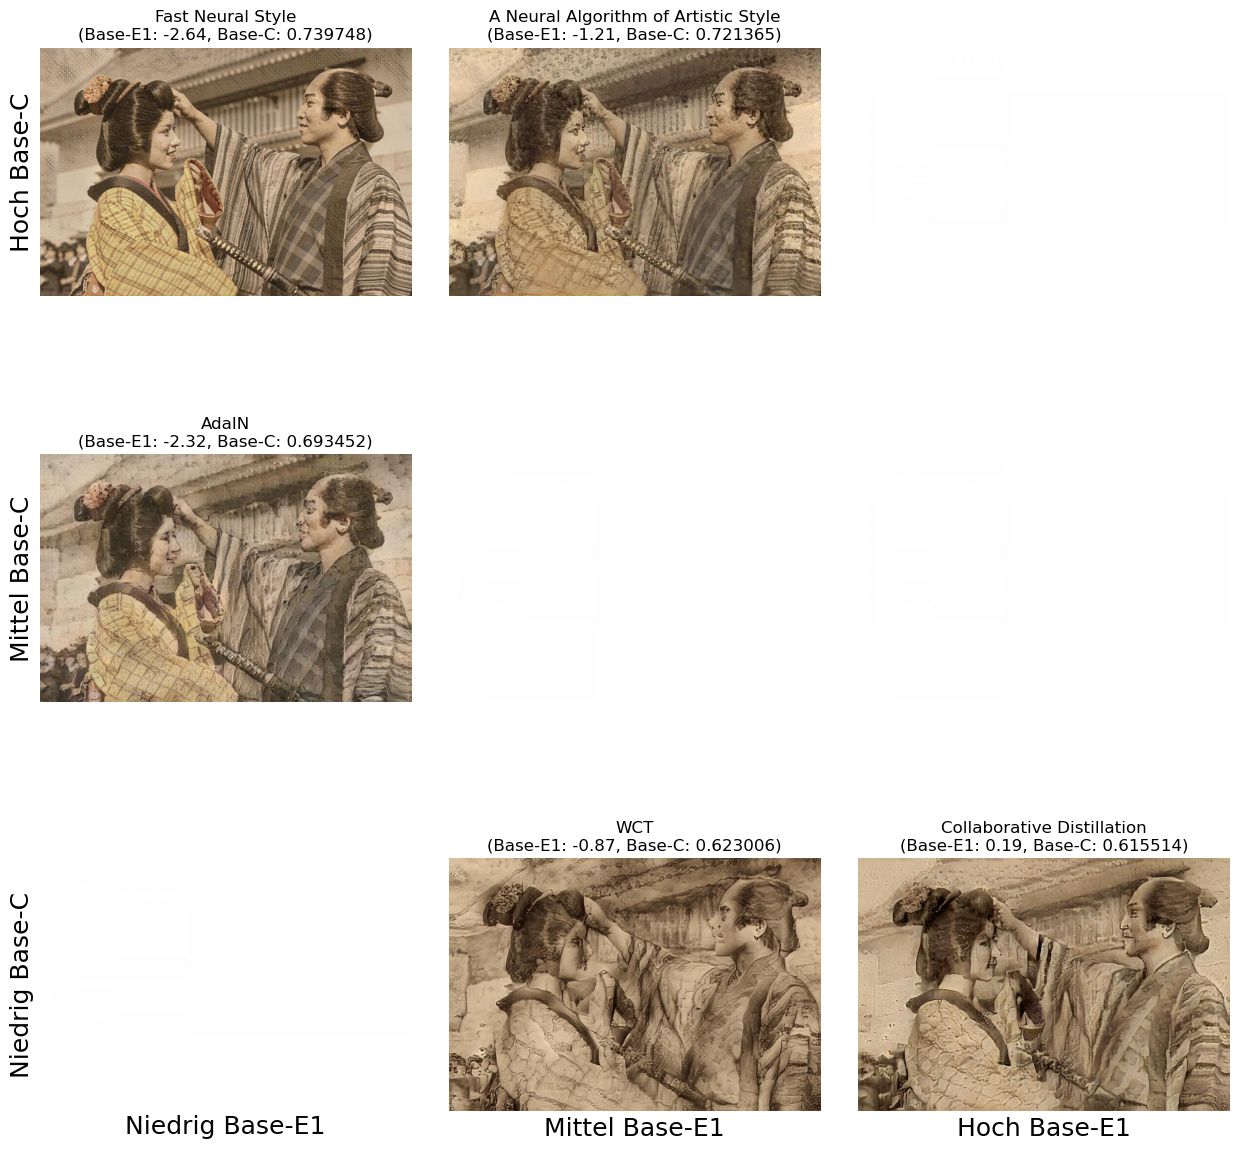 Fast Neural Style
(Base-E1: -2.64, Base-C: 0.739748)
A Neural Algorithm of Artistic Style
(Base-E1: -1.21, Base-C: 0.721365)
Hoch Base-C
AdaIN
(Base-E1: -2.32, Base-C: 0.693452)
Mittel Base-C
WCT
(Base-E1: -0.87, Base-C: 0.623006)
Collaborative Distillation
(Base-E1: 0.19, Base-C: 0.615514)
Niedrig Base-C
Niedrig Base-E1
Mittel Base-E1
Hoch Base-E1